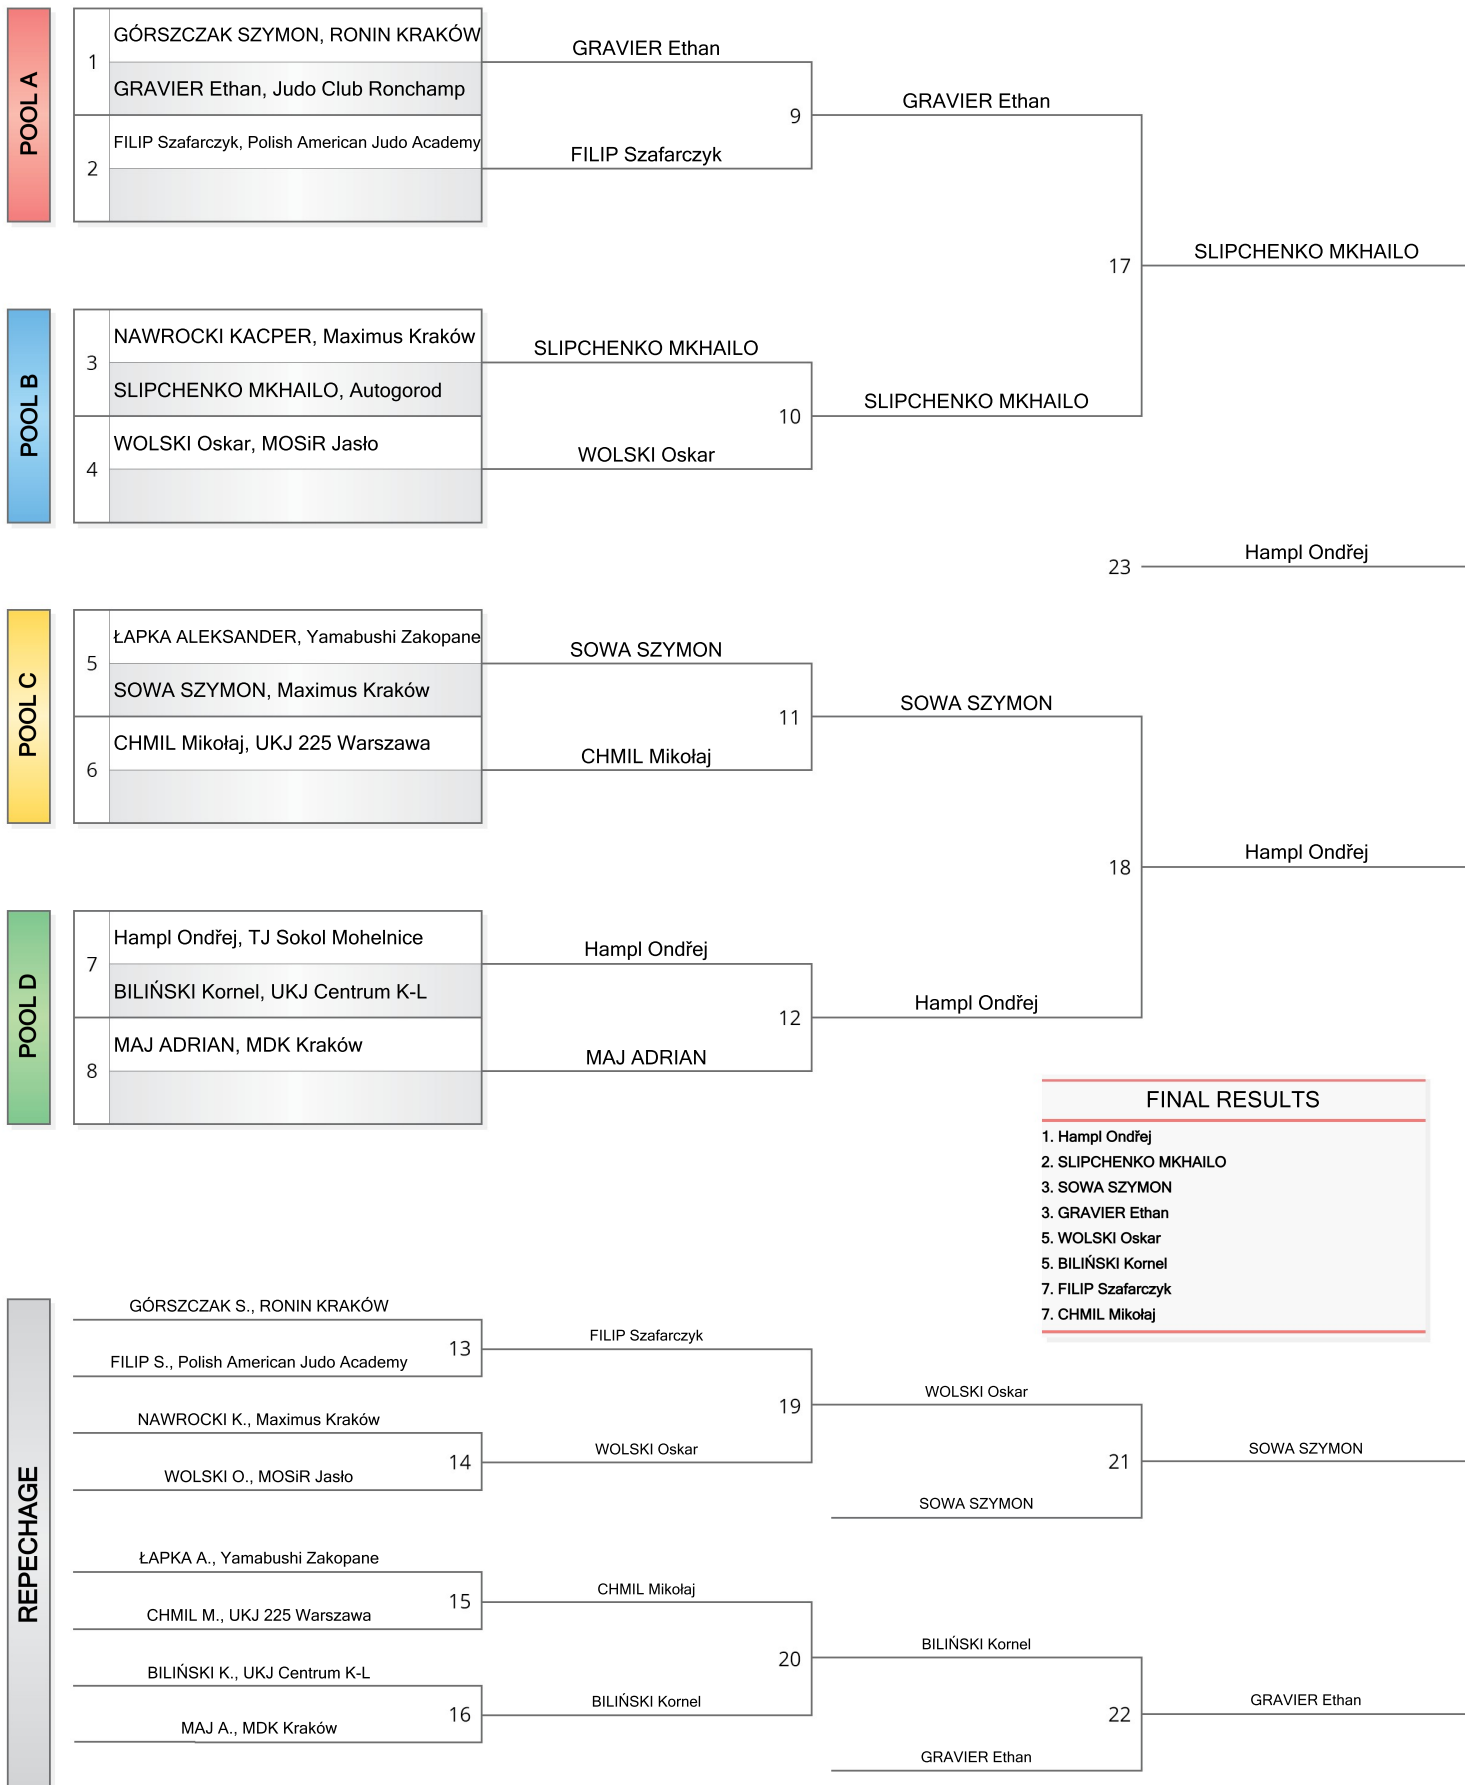 POOL A
1
GÓRSZCZAK SZYMON, RONIN KRAKÓW
GRAVIER Ethan, Judo Club Ronchamp
2
FILIP Szafarczyk, Polish American Judo Academy
GRAVIER Ethan
9
FILIP Szafarczyk
GRAVIER Ethan
17
SLIPCHENKO MKHAILO
POOL B
3
NAWROCKI KACPER, Maximus Kraków
SLIPCHENKO MKHAILO, Autogorod
4
WOLSKI Oskar, MOSiR Jasło
SLIPCHENKO MKHAILO
10
WOLSKI Oskar
SLIPCHENKO MKHAILO
23
Hampl Ondřej
POOL C
5
ŁAPKA ALEKSANDER, Yamabushi Zakopane
SOWA SZYMON, Maximus Kraków
6
CHMIL Mikołaj, UKJ 225 Warszawa
SOWA SZYMON
11
CHMIL Mikołaj
SOWA SZYMON
18
Hampl Ondřej
POOL D
7
Hampl Ondřej, TJ Sokol Mohelnice
BILIŃSKI Kornel, UKJ Centrum K-L
8
MAJ ADRIAN, MDK Kraków
Hampl Ondřej
12
MAJ ADRIAN
Hampl Ondřej
FINAL RESULTS
1. Hampl Ondřej
2. SLIPCHENKO MKHAILO
3. SOWA SZYMON
3. GRAVIER Ethan
5. WOLSKI Oskar
5. BILIŃSKI Kornel
7. FILIP Szafarczyk
7. CHMIL Mikołaj
REPECHAGE
GÓRSZCZAK S., RONIN KRAKÓW
13
FILIP S., Polish American Judo Academy
NAWROCKI K., Maximus Kraków
14
WOLSKI O., MOSiR Jasło
FILIP Szafarczyk
19
WOLSKI Oskar
WOLSKI Oskar
21
SOWA SZYMON
SOWA SZYMON
ŁAPKA A., Yamabushi Zakopane
15
CHMIL M., UKJ 225 Warszawa
BILIŃSKI K., UKJ Centrum K-L
16
MAJ A., MDK Kraków
CHMIL Mikołaj
20
BILIŃSKI Kornel
BILIŃSKI Kornel
22
GRAVIER Ethan
GRAVIER Ethan